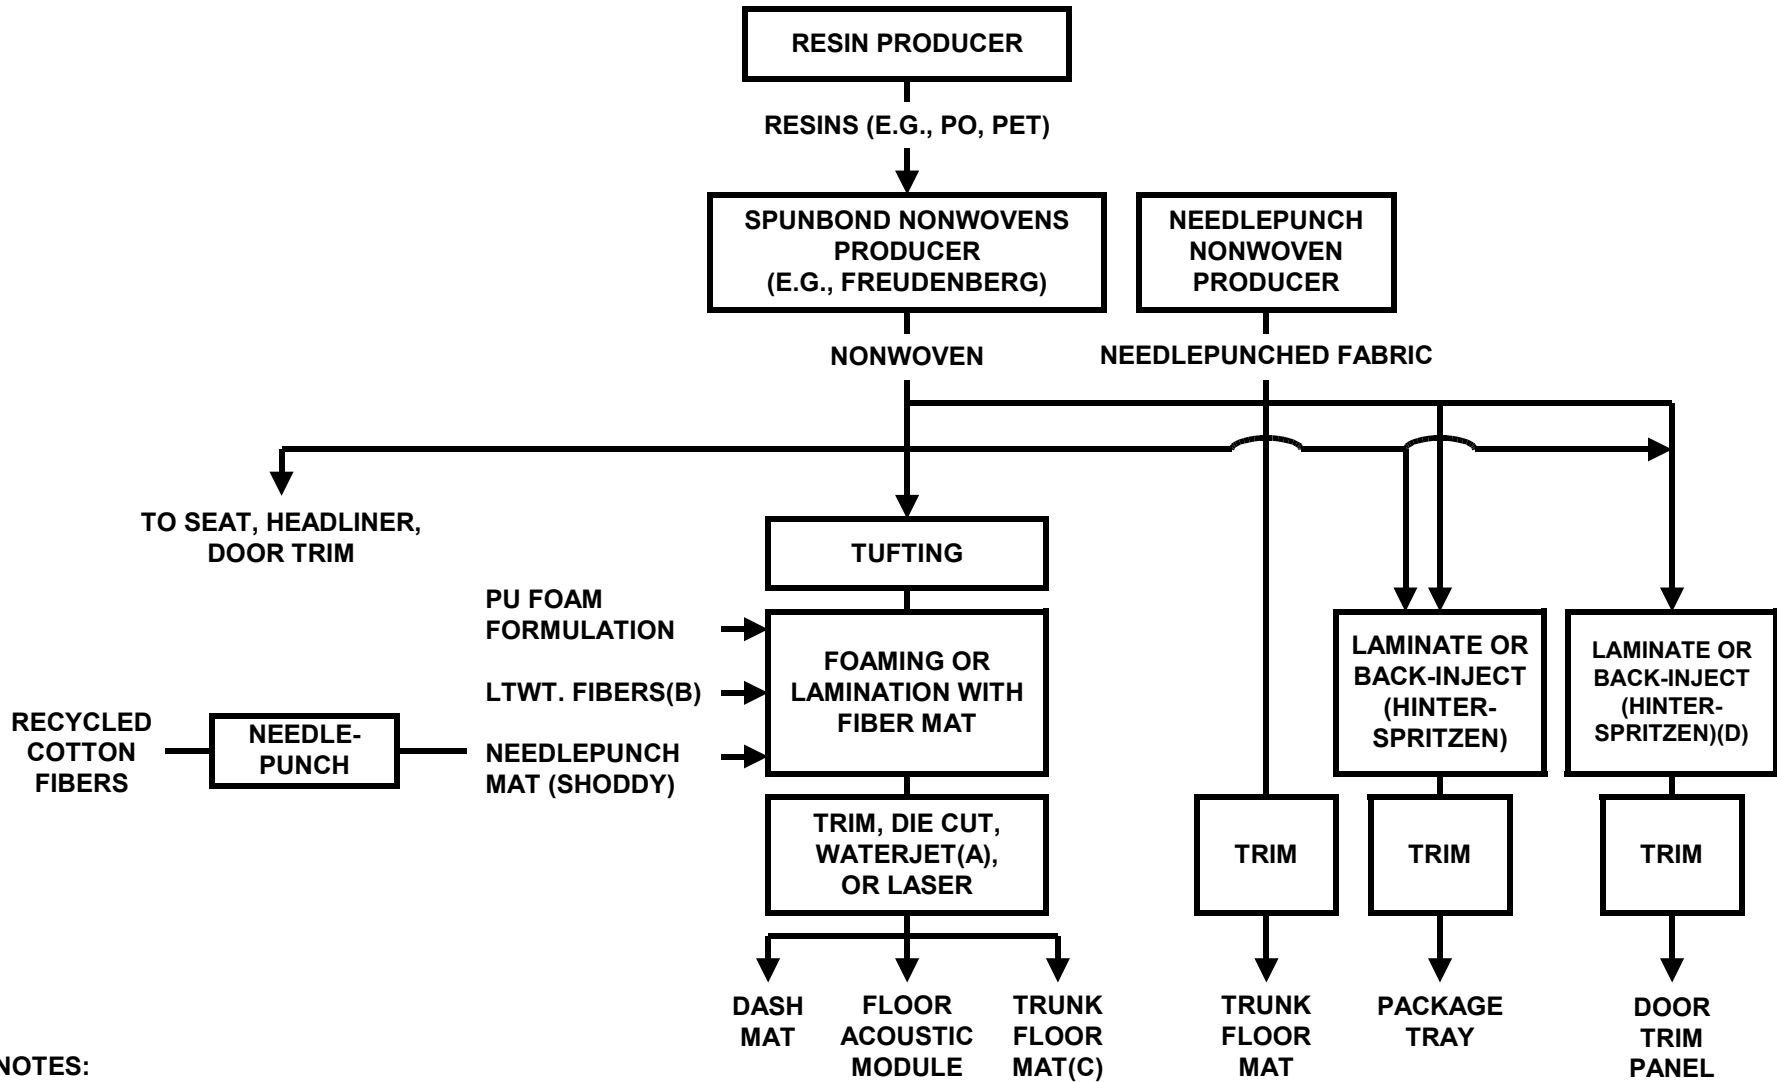 RESIN PRODUCER
RESINS (E.G., PO, PET)
SPUNBOND NONWOVENS
PRODUCER
(E.G., FREUDENBERG)
NEEDLEPUNCH
NONWOVEN
PRODUCER
NONWOVEN
NEEDLEPUNCHED FABRIC
TO SEAT, HEADLINER,
DOOR TRIM
TUFTING
PU FOAM
FORMULATION
LTWT. FIBERS(B)
RECYCLED
COTTON
FIBERS
NEEDLE-
PUNCH
NEEDLEPUNCH
MAT (SHODDY)
FOAMING OR
LAMINATION WITH
FIBER MAT
LAMINATE OR
BACK-INJECT
(HINTER-
SPRITZEN)
LAMINATE OR
BACK-INJECT
(HINTER-
SPRITZEN)(D)
TRIM, DIE CUT,
WATERJET(A),
OR LASER
TRIM
TRIM
TRIM
DASH
MAT
FLOOR
ACOUSTIC
MODULE
TRUNK
FLOOR
MAT(C)
TRUNK
FLOOR
MAT
PACKAGE
TRAY
DOOR
TRIM
PANEL
NOTES: